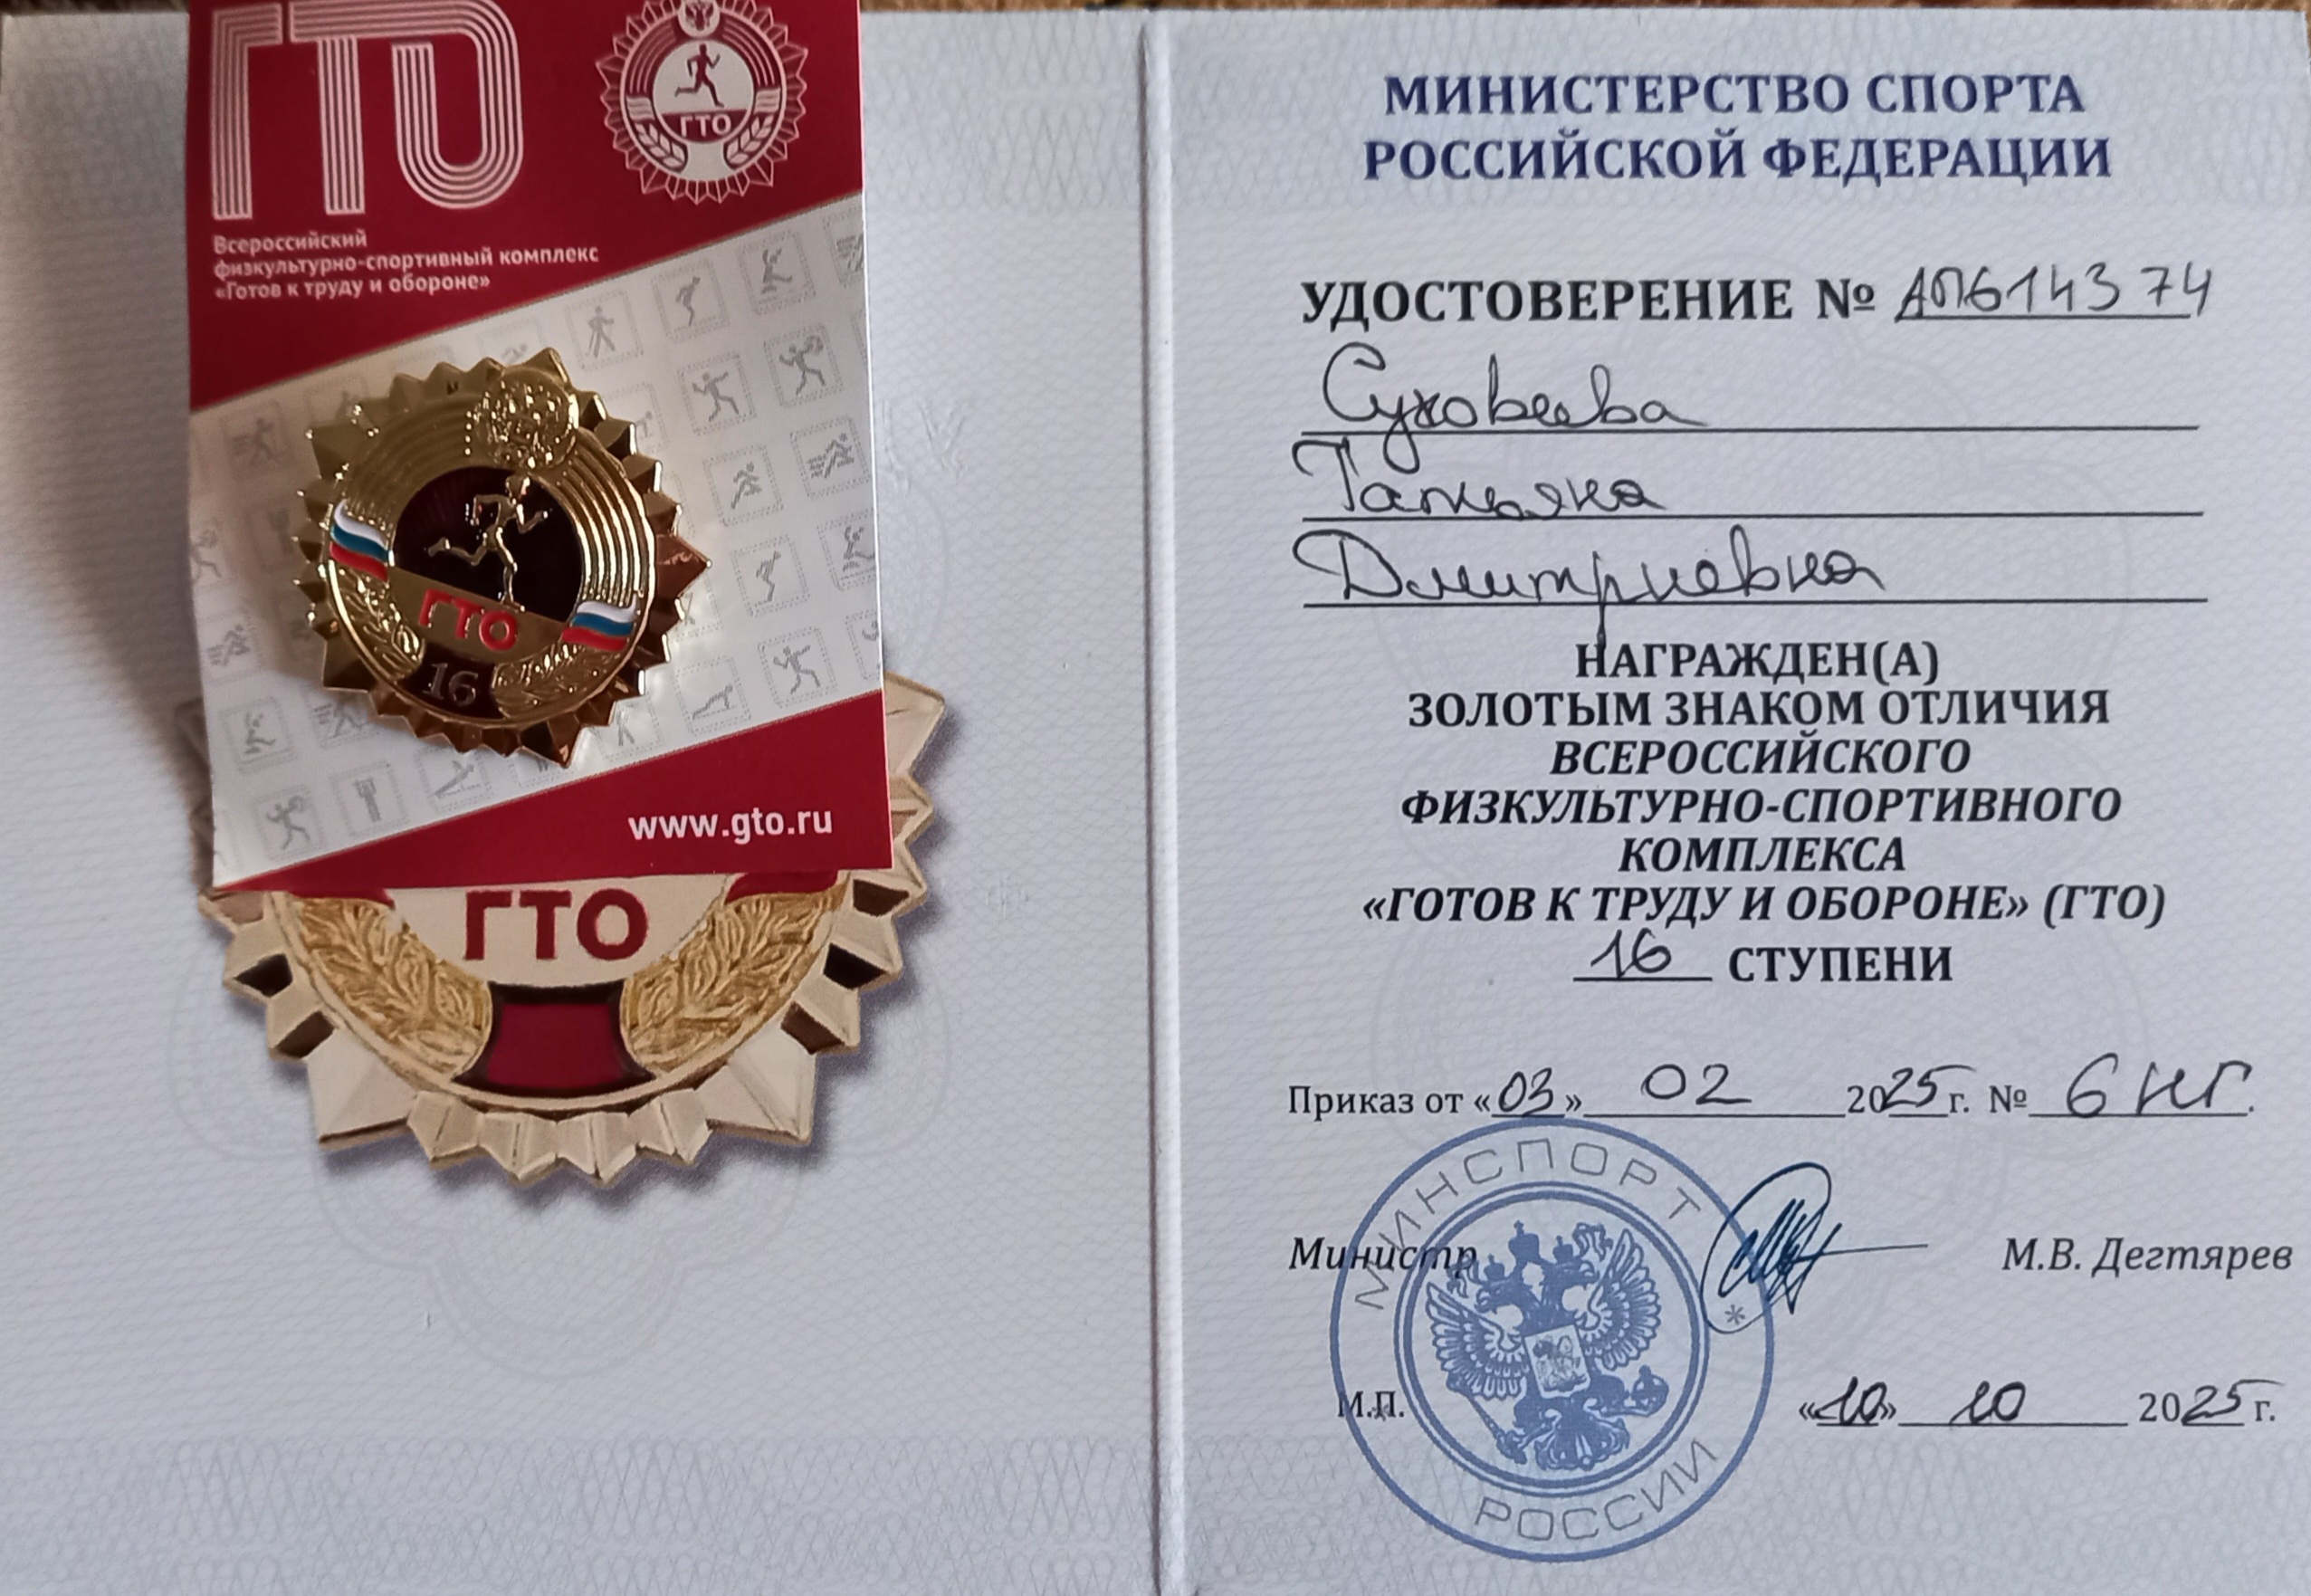 ГТО
ГТО
Всероссийский
физкультурно-спортивный комплекс
«Готов к труду и обороне»
ГТО
16
www.gto.ru
ГТО
МИНИСТЕРСТВО СПОРТА
РОССИЙСКОЙ ФЕДЕРАЦИИ
УДОСТОВЕРЕНИЕ № АП614374
Суховеева
Татьяна
Дмитриевна
НАГРАЖДЕН(А)
ЗОЛОТЫМ ЗНАКОМ ОТЛИЧИЯ
ВСЕРОССИЙСКОГО
ФИЗКУЛЬТУРНО-СПОРТИВНОГО
КОМПЛЕКСА
«ГОТОВ К ТРУДУ И ОБОРОНЕ» (ГТО)
16 СТУПЕНИ
Приказ от «03» 02 2025 г. № 6 нг.
МИНСПОРТ РОССИИ *
Министр М.В. Дегтярев
М.П. «10» 10 2025 г.